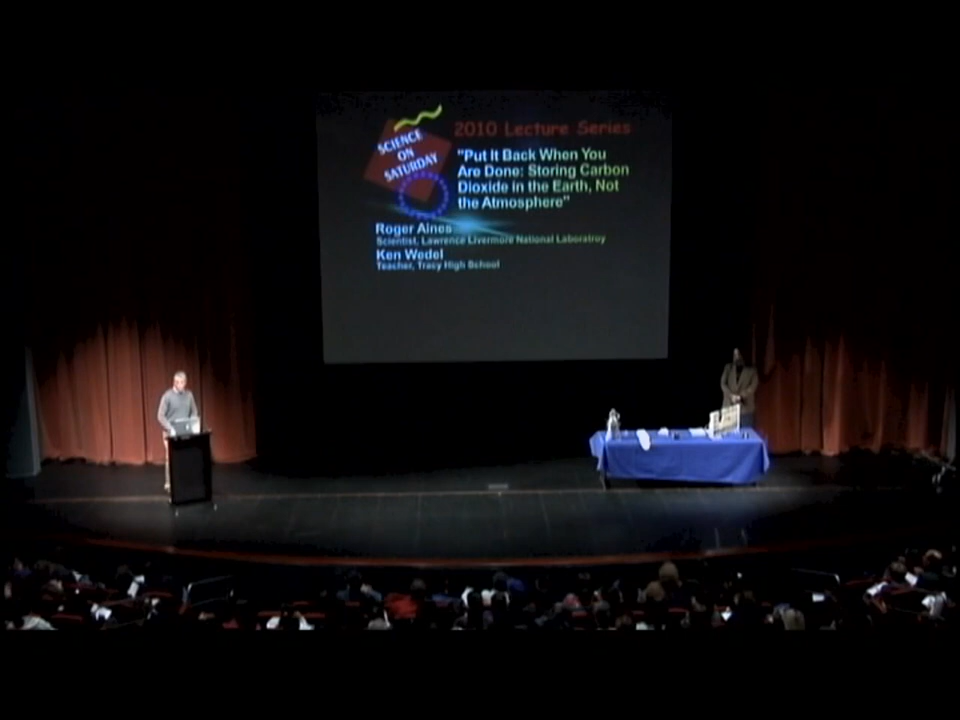 SCIENCE
ON
SATURDAY
2010 Lecture Series
"Put It Back When You
Are Done: Storing Carbon
Dioxide in the Earth, Not
the Atmosphere"
Roger Aines
Scientist, Lawrence Livermore National Laboratroy
Ken Wedel
Teacher, Tracy High School